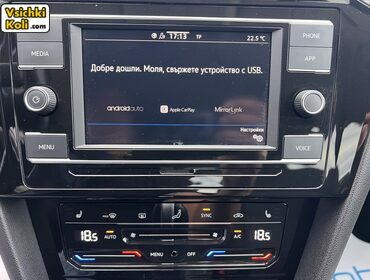 Vsichki
Koli.com
17:13 TP 22.5 °C
MEDIA
PHONE
APP
Добре дошли. Моля, свържете устройство с USB.
androidauto
Apple CarPlay
MirrorLink
Настройки
MENU
VOICE
18.5 AUTO SYNC A/C 18.5
MENU OFF